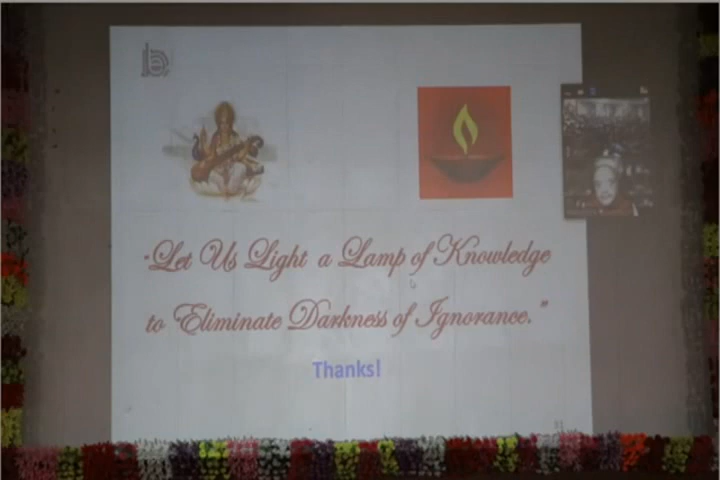 "Let Us Light a Lamp of Knowledge
to Eliminate Darkness of Ignorance."
Thanks!